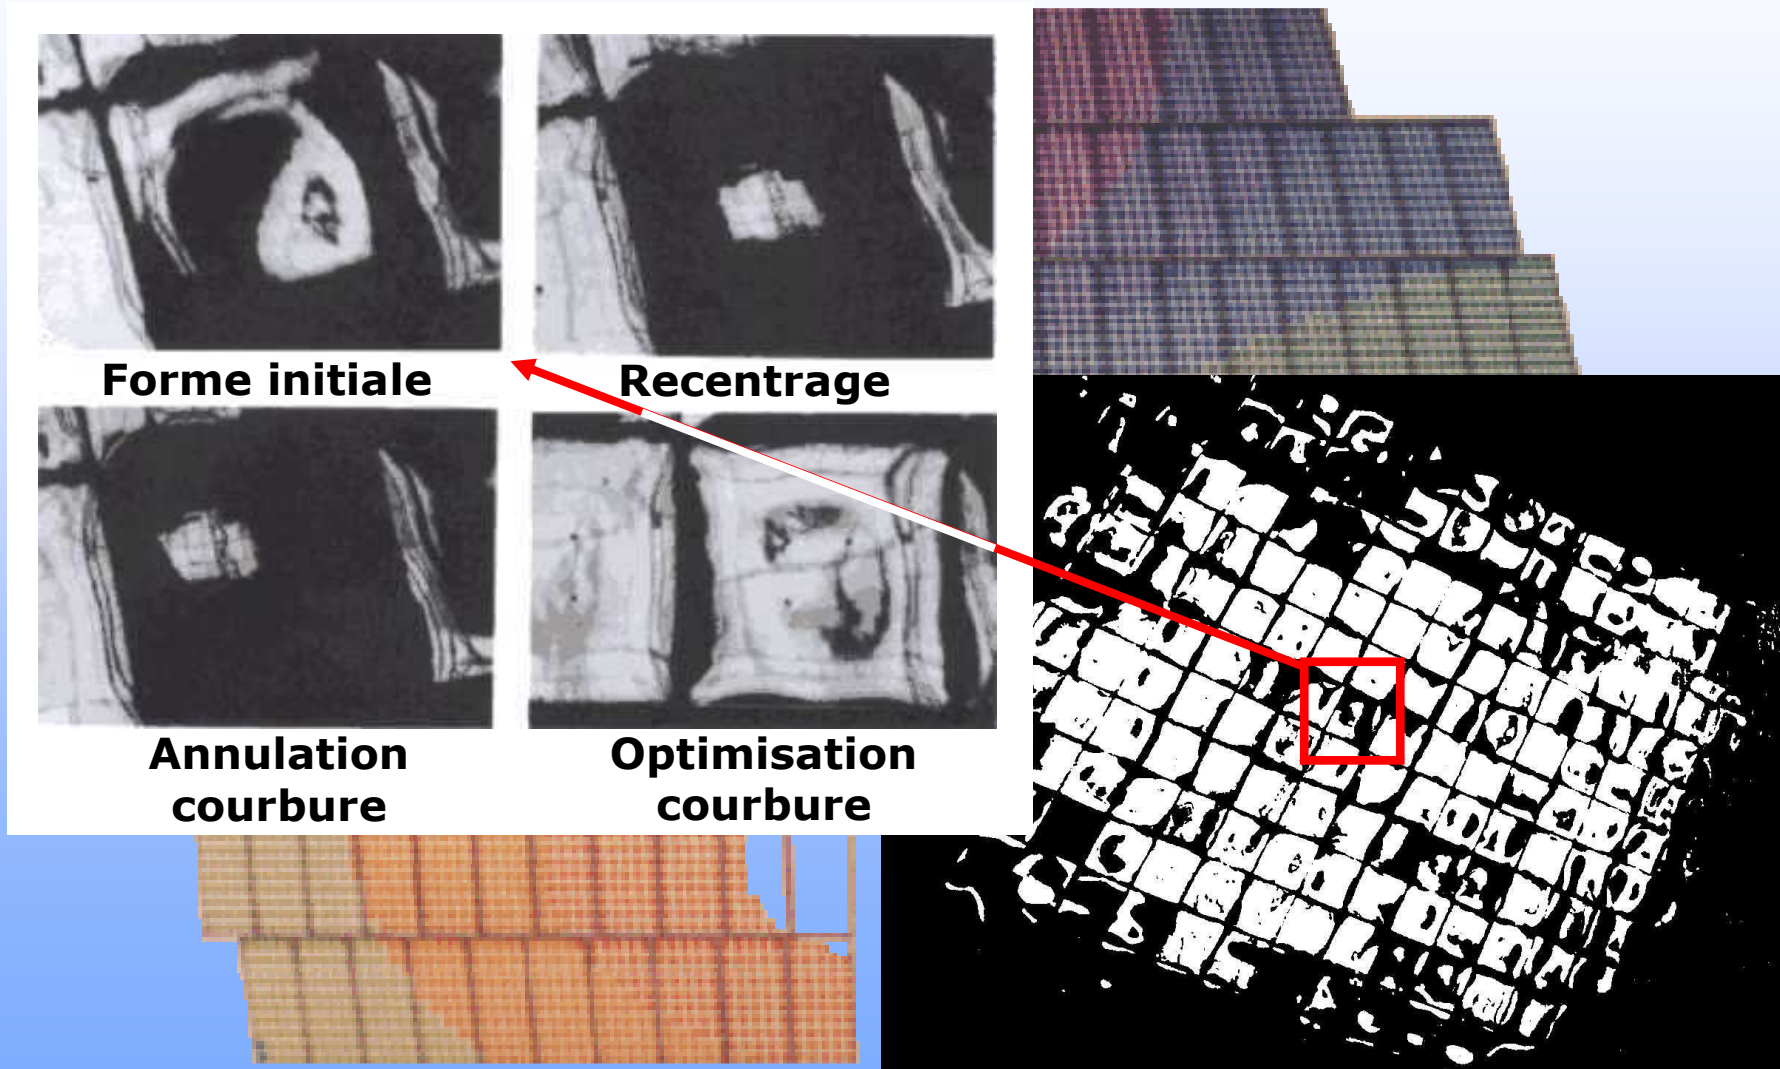 Forme initiale
Recentrage
Annulation
courbure
Optimisation
courbure